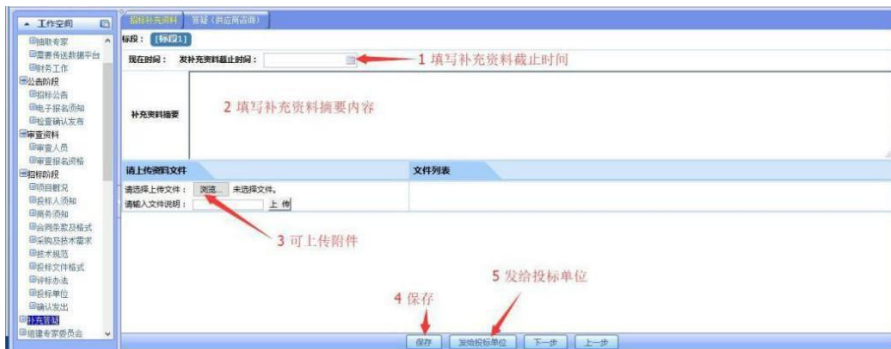 工作空间
抽取专家
需要传送数据平台
财务工作
公告阶段
招标公告
电子报名须知
检查确认发布
审查资料
审查人员
审查报名资格
招标阶段
项目概况
投标人须知
商务须知
合同条款及格式
采购及技术需求
技术规范
投标文件格式
评标办法
投标单位
确认发出
补充答疑
组建专家委员会
招标补充资料
答疑（供应商咨询）
标段： [标段1]
现在时间： 发补充资料截止时间：
1 填写补充资料截止时间
补充资料摘要
2 填写补充资料摘要内容
请上传资料文件
文件列表
请选择上传文件： 浏览... 未选择文件。
请输入文件说明： 上 传
3 可上传附件
4 保存
5 发给投标单位
保存 发给投标单位 下一步 上一步